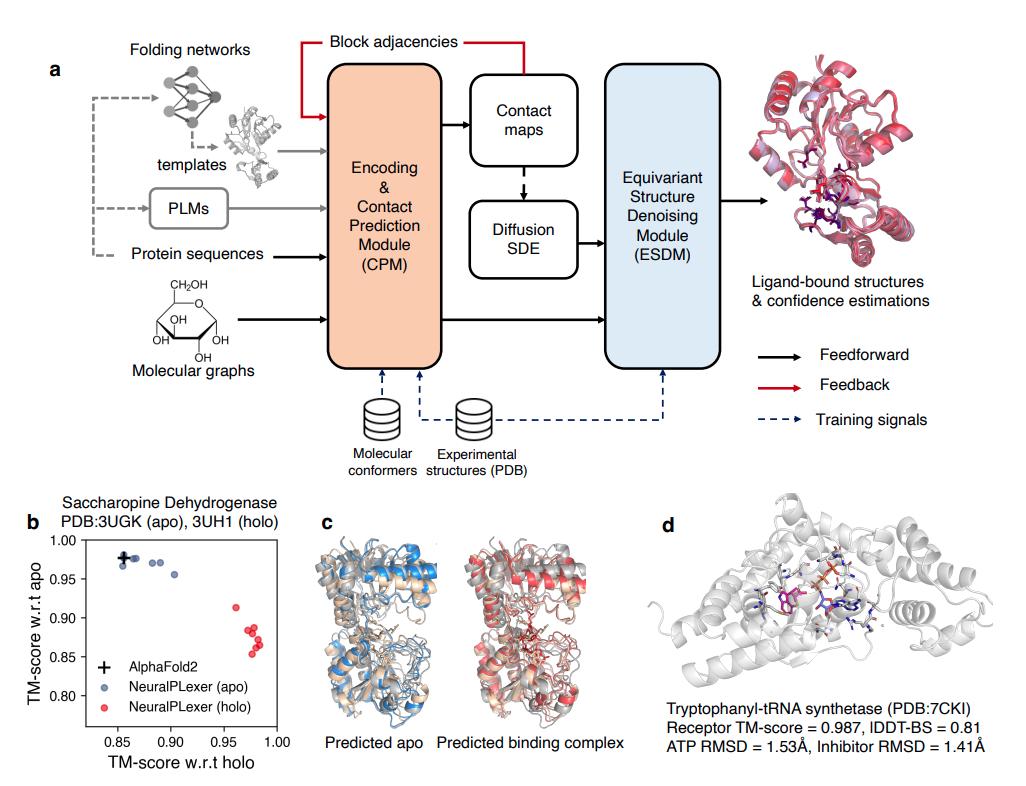 a
Folding networks
templates
PLMs
Protein sequences
CH₂OH
O
OH
OH
OH
OH
Molecular graphs
Block adjacencies
Encoding
&
Contact
Prediction
Module
(CPM)
Contact
maps
Diffusion
SDE
Equivariant
Structure
Denoising
Module
(ESDM)
Ligand-bound structures
& confidence estimations
Feedforward
Feedback
Training signals
Molecular
conformers
Experimental
structures (PDB)
b
Saccharopine Dehydrogenase
PDB:3UGK (apo), 3UH1 (holo)
TM-score w.r.t apo
1.00
0.95
0.90
0.85
0.80
AlphaFold2
NeuralPLexer (apo)
NeuralPLexer (holo)
0.85
0.90
0.95
1.00
TM-score w.r.t holo
c
Predicted apo
Predicted binding complex
d
Tryptophanyl-tRNA synthetase (PDB:7CKI)
Receptor TM-score = 0.987, lDDT-BS = 0.81
ATP RMSD = 1.53Å, Inhibitor RMSD = 1.41Å